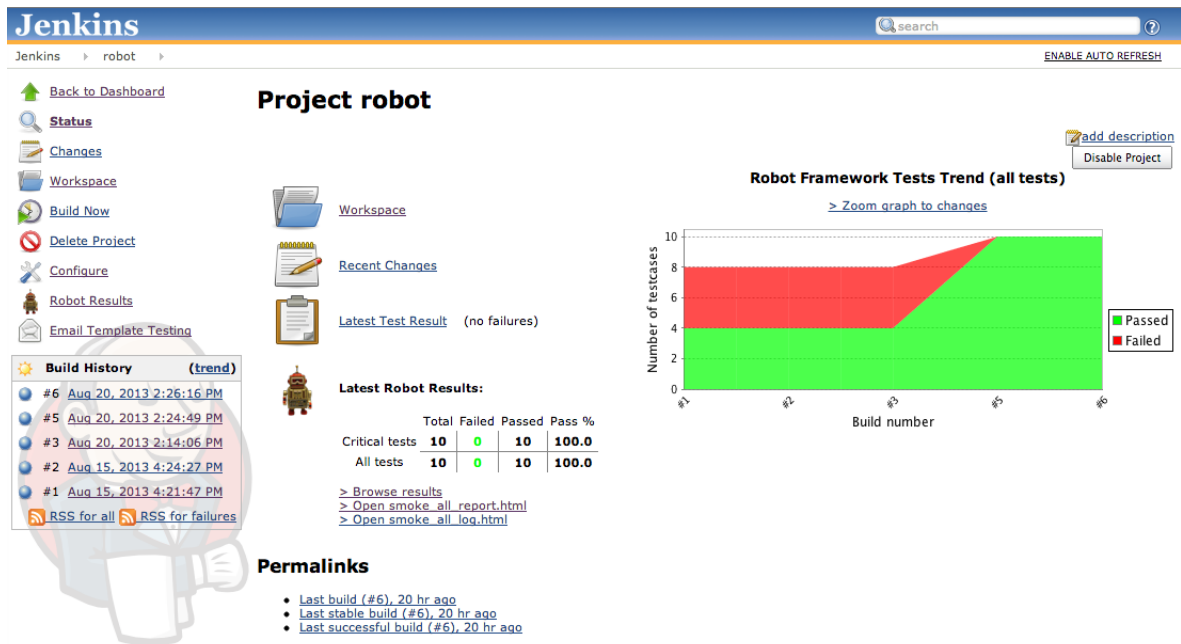 Jenkins
search
Jenkins robot
ENABLE AUTO REFRESH
Back to Dashboard
Status
Changes
Workspace
Build Now
Delete Project
Configure
Robot Results
Email Template Testing
Build History (trend)
#6 Aug 20, 2013 2:26:16 PM
#5 Aug 20, 2013 2:24:49 PM
#3 Aug 20, 2013 2:14:06 PM
#2 Aug 15, 2013 4:24:27 PM
#1 Aug 15, 2013 4:21:47 PM
RSS for all RSS for failures
Project robot
add description
Disable Project
Workspace
Recent Changes
Latest Test Result (no failures)
Latest Robot Results:
Total Failed Passed Pass %
Critical tests 10 0 10 100.0
All tests 10 0 10 100.0
> Browse results
> Open smoke_all_report.html
> Open smoke_all_log.html
Robot Framework Tests Trend (all tests)
> Zoom graph to changes
Number of testcases
10
8
6
4
2
0
#1 #2 #3 #5 #6
Build number
Passed
Failed
Permalinks
• Last build (#6), 20 hr ago
• Last stable build (#6), 20 hr ago
• Last successful build (#6), 20 hr ago